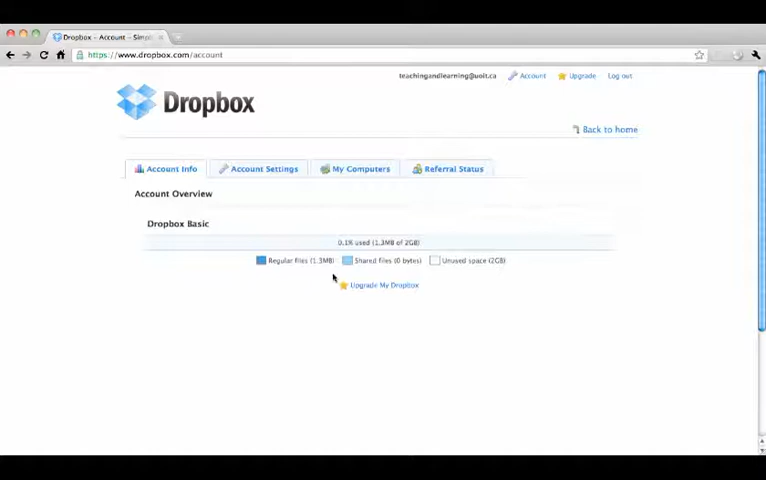 Dropbox - Account - Simp
https://www.dropbox.com/account
teachingandlearning@uoit.ca Account Upgrade Log out
Dropbox
Back to home
Account Info Account Settings My Computers Referral Status
Account Overview
Dropbox Basic
0.1% used (1.3MB of 2GB)
Regular files (1.3MB) Shared files (0 bytes) Unused space (2GB)
Upgrade My Dropbox